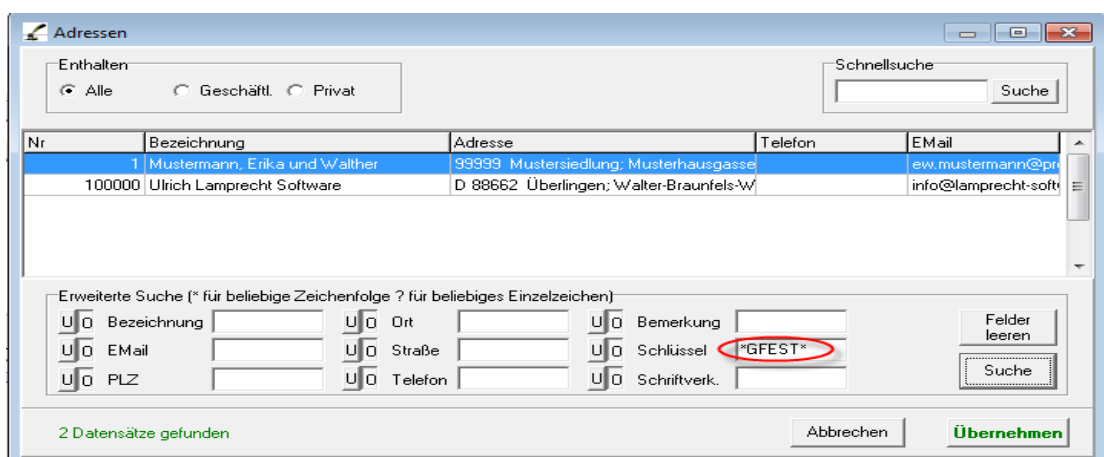 Adressen
Enthalten
Alle Geschäftl. Privat
Schnellsuche
Suche
Nr Bezeichnung Adresse Telefon EMail
1 Mustermann, Erika und Walther 99999 Mustersiedlung; Musterhausgasse ew.mustermann@pr
100000 Ulrich Lamprecht Software D 88662 Überlingen; Walter-Braunfels-W info@lamprecht-soft
Erweiterte Suche (* für beliebige Zeichenfolge ? für beliebiges Einzelzeichen)
U O Bezeichnung U O Ort U O Bemerkung
Felder leeren
U O EMail U O Straße U O Schlüssel *GFEST*
U O PLZ U O Telefon U O Schriftverk.
Suche
2 Datensätze gefunden
Abbrechen Übernehmen